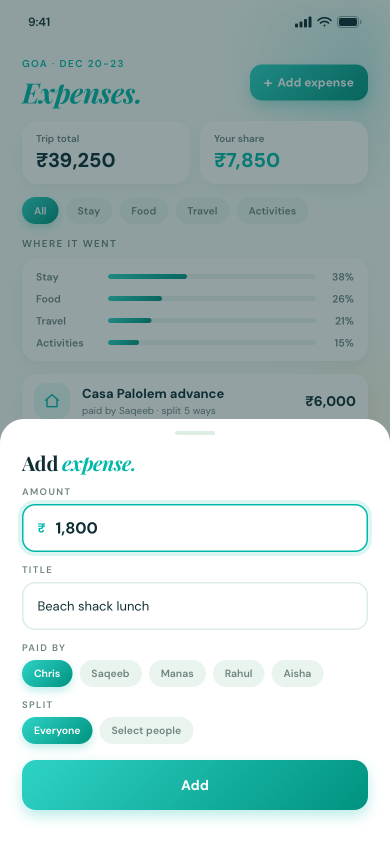 9:41
GOA · DEC 20–23
Expenses.
+ Add expense
Trip total
₹39,250
Your share
₹7,850
All
Stay
Food
Travel
Activities
WHERE IT WENT
Stay 38%
Food 26%
Travel 21%
Activities 15%
Casa Palolem advance
paid by Saqeeb · split 5 ways
₹6,000
Add expense.
AMOUNT
₹ 1,800
TITLE
Beach shack lunch
PAID BY
Chris
Saqeeb
Manas
Rahul
Aisha
SPLIT
Everyone
Select people
Add